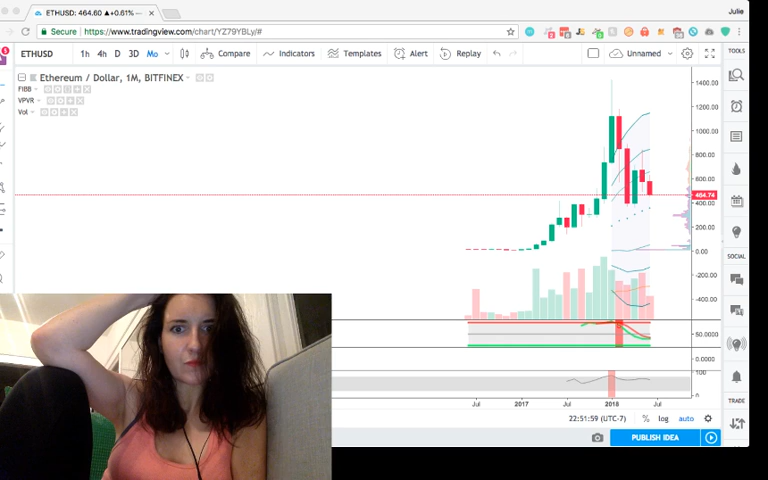 ETHUSD: 464.60 ▲+0.61%
Julie
Secure https://www.tradingview.com/chart/YZ79YBLy/#
ETHUSD 1h 4h D 3D Mo Compare Indicators Templates Alert Replay Unnamed TOOLS
Ethereum / Dollar, 1M, BITFINEX
FIBB
VPVR
Vol
1400.00
1200.00
1000.00
800.00
600.00
464.74
400.00
200.00
0.00
-200.00
-400.00
50.0000
0.0000
100
0
SOCIAL
TRADE
Jul 2017 Jul 2018 Jul
22:51:59 (UTC-7) % log auto
PUBLISH IDEA